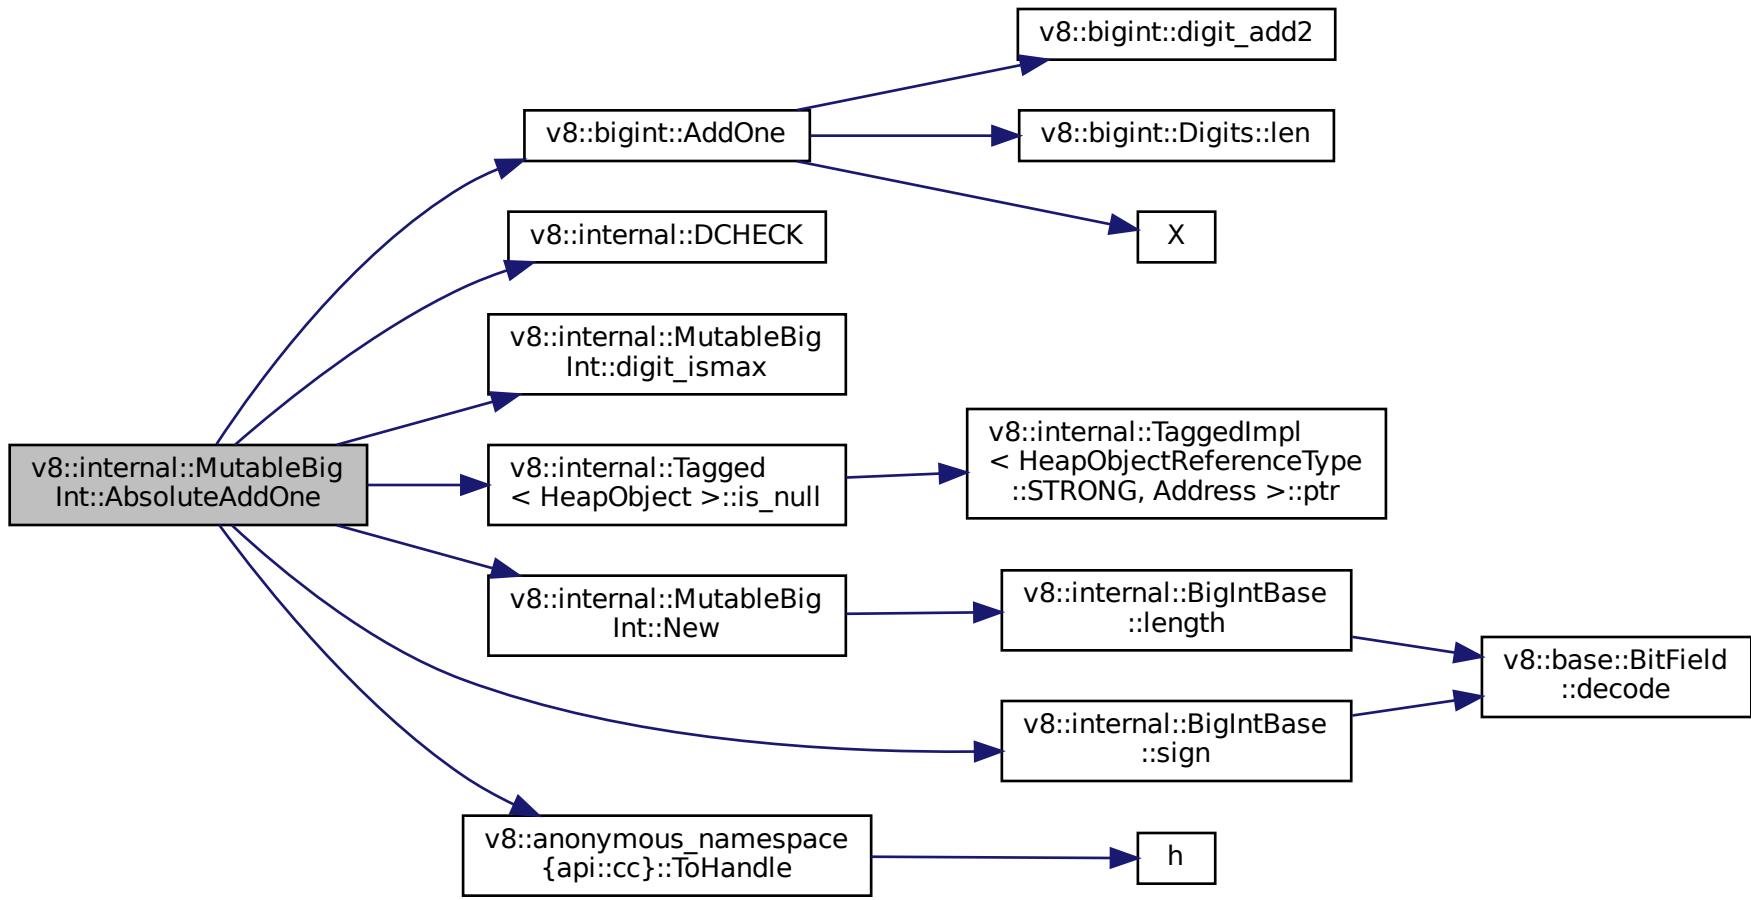 v8::bigint::digit_add2
v8::bigint::AddOne
v8::bigint::Digits::len
X
v8::internal::DCHECK
v8::internal::MutableBig
Int::digit_ismax
v8::internal::MutableBig
Int::AbsoluteAddOne
v8::internal::Tagged
< HeapObject >::is_null
v8::internal::TaggedImpl
< HeapObjectReferenceType
::STRONG, Address >::ptr
v8::internal::MutableBig
Int::New
v8::internal::BigIntBase
::length
v8::base::BitField
::decode
v8::internal::BigIntBase
::sign
v8::anonymous_namespace
{api::cc}::ToHandle
h